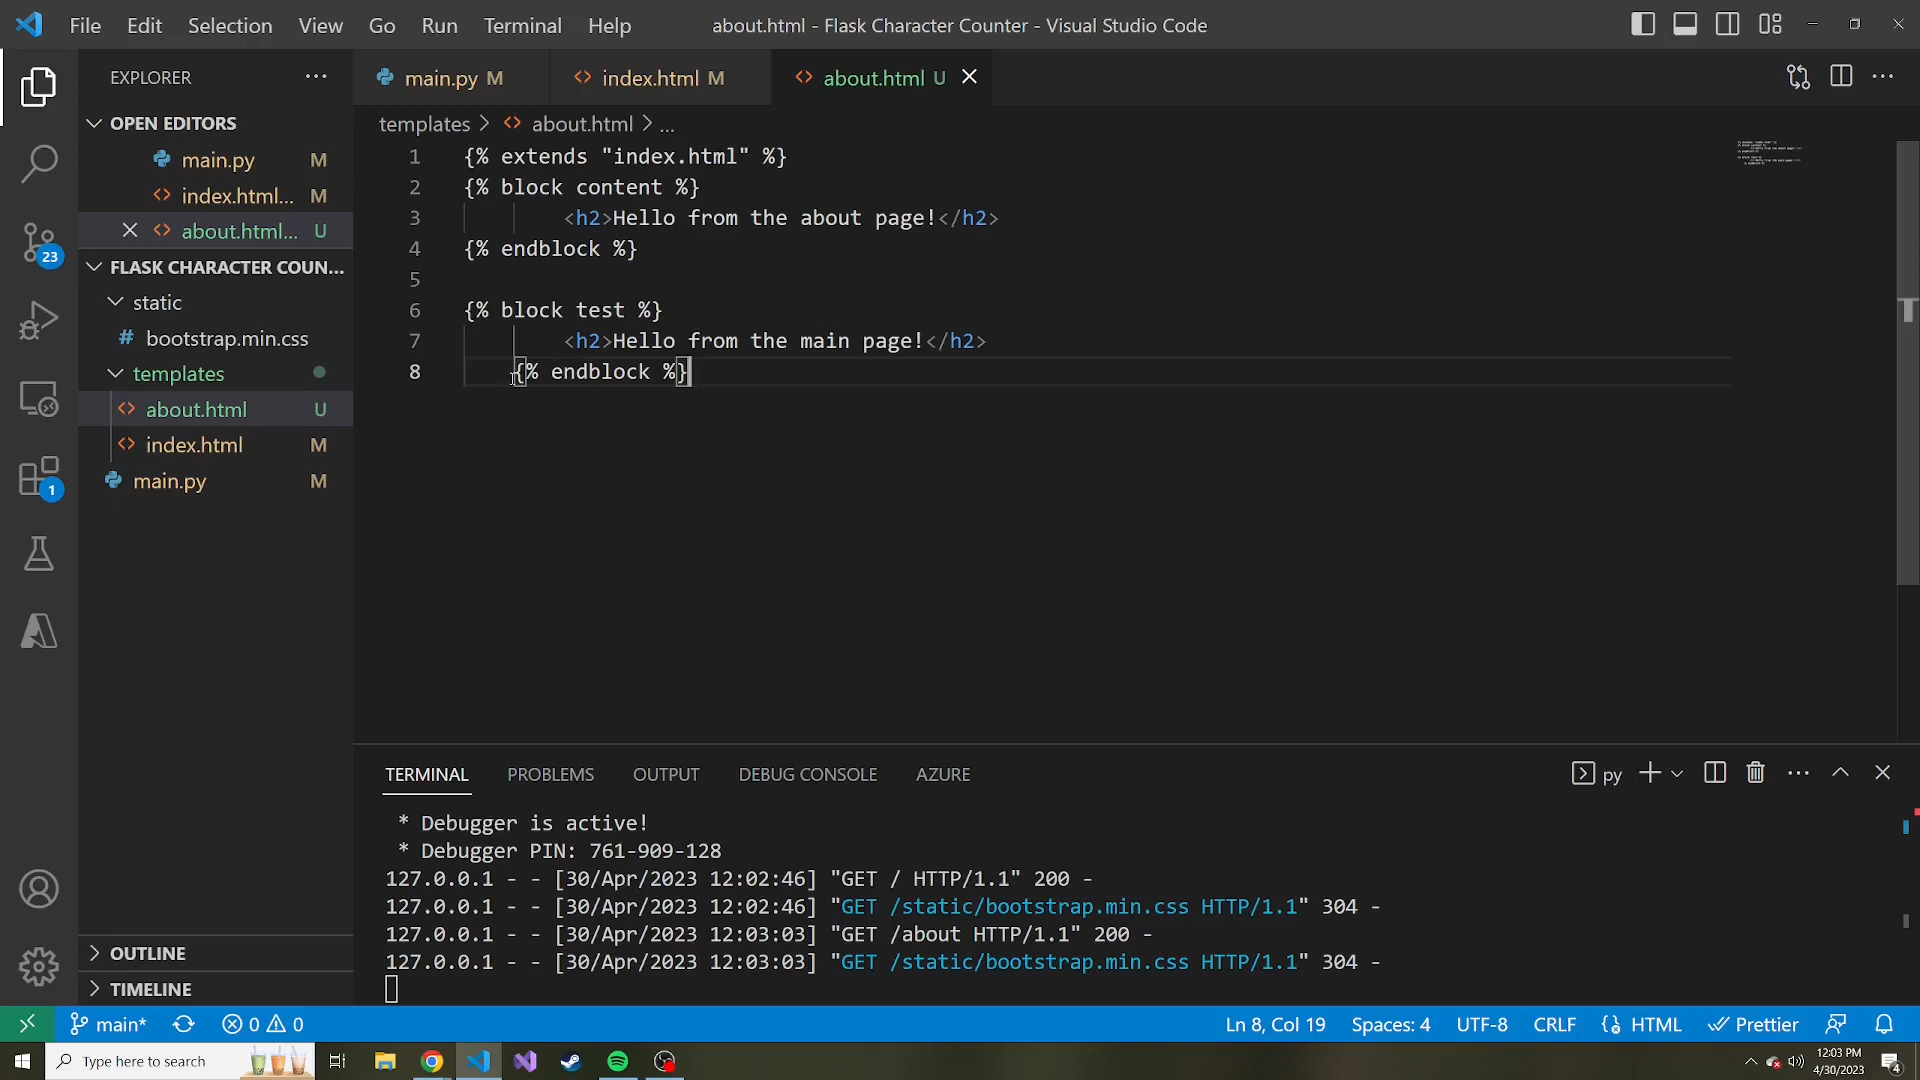 File Edit Selection View Go Run Terminal Help about.html - Flask Character Counter - Visual Studio Code
EXPLORER
main.py M index.html M about.html U
OPEN EDITORS
main.py M
index.html... M
about.html... U
FLASK CHARACTER COUN...
static
bootstrap.min.css
templates
about.html U
index.html M
main.py M
OUTLINE
TIMELINE
23
1
templates > about.html > ...
1 {% extends "index.html" %}
2 {% block content %}
3 <h2>Hello from the about page!</h2>
4 {% endblock %}
5
6 {% block test %}
7 <h2>Hello from the main page!</h2>
8 {% endblock %}
TERMINAL PROBLEMS OUTPUT DEBUG CONSOLE AZURE
py
* Debugger is active!
* Debugger PIN: 761-909-128
127.0.0.1 - - [30/Apr/2023 12:02:46] "GET / HTTP/1.1" 200 -
127.0.0.1 - - [30/Apr/2023 12:02:46] "GET /static/bootstrap.min.css HTTP/1.1" 304 -
127.0.0.1 - - [30/Apr/2023 12:03:03] "GET /about HTTP/1.1" 200 -
127.0.0.1 - - [30/Apr/2023 12:03:03] "GET /static/bootstrap.min.css HTTP/1.1" 304 -
main* 0 0 Ln 8, Col 19 Spaces: 4 UTF-8 CRLF HTML Prettier
Type here to search
12:03 PM
4/30/2023
4